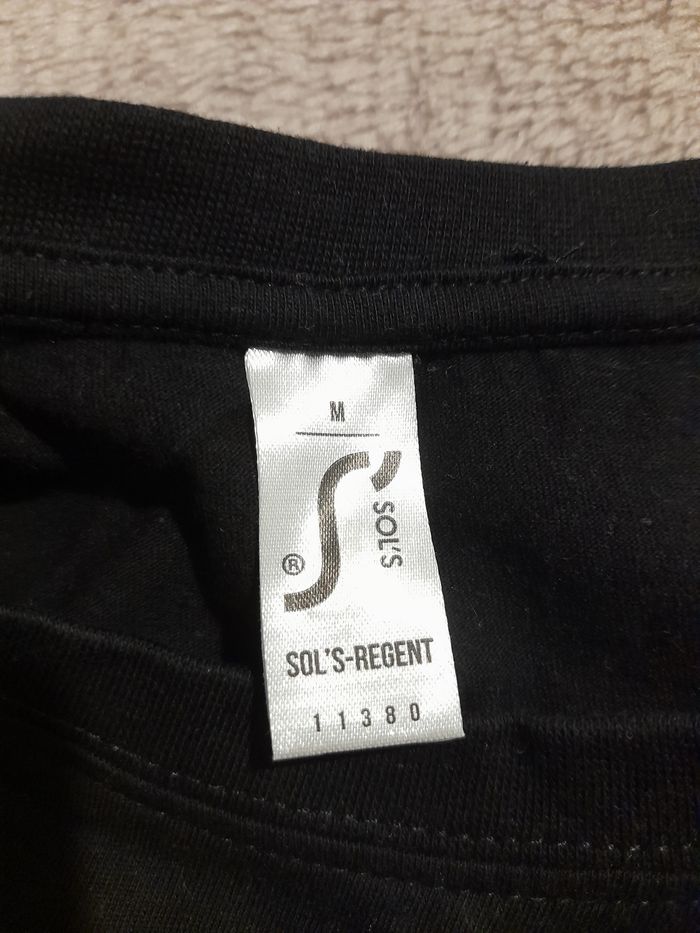 M
SOL'S
®
SOL'S-REGENT
11380